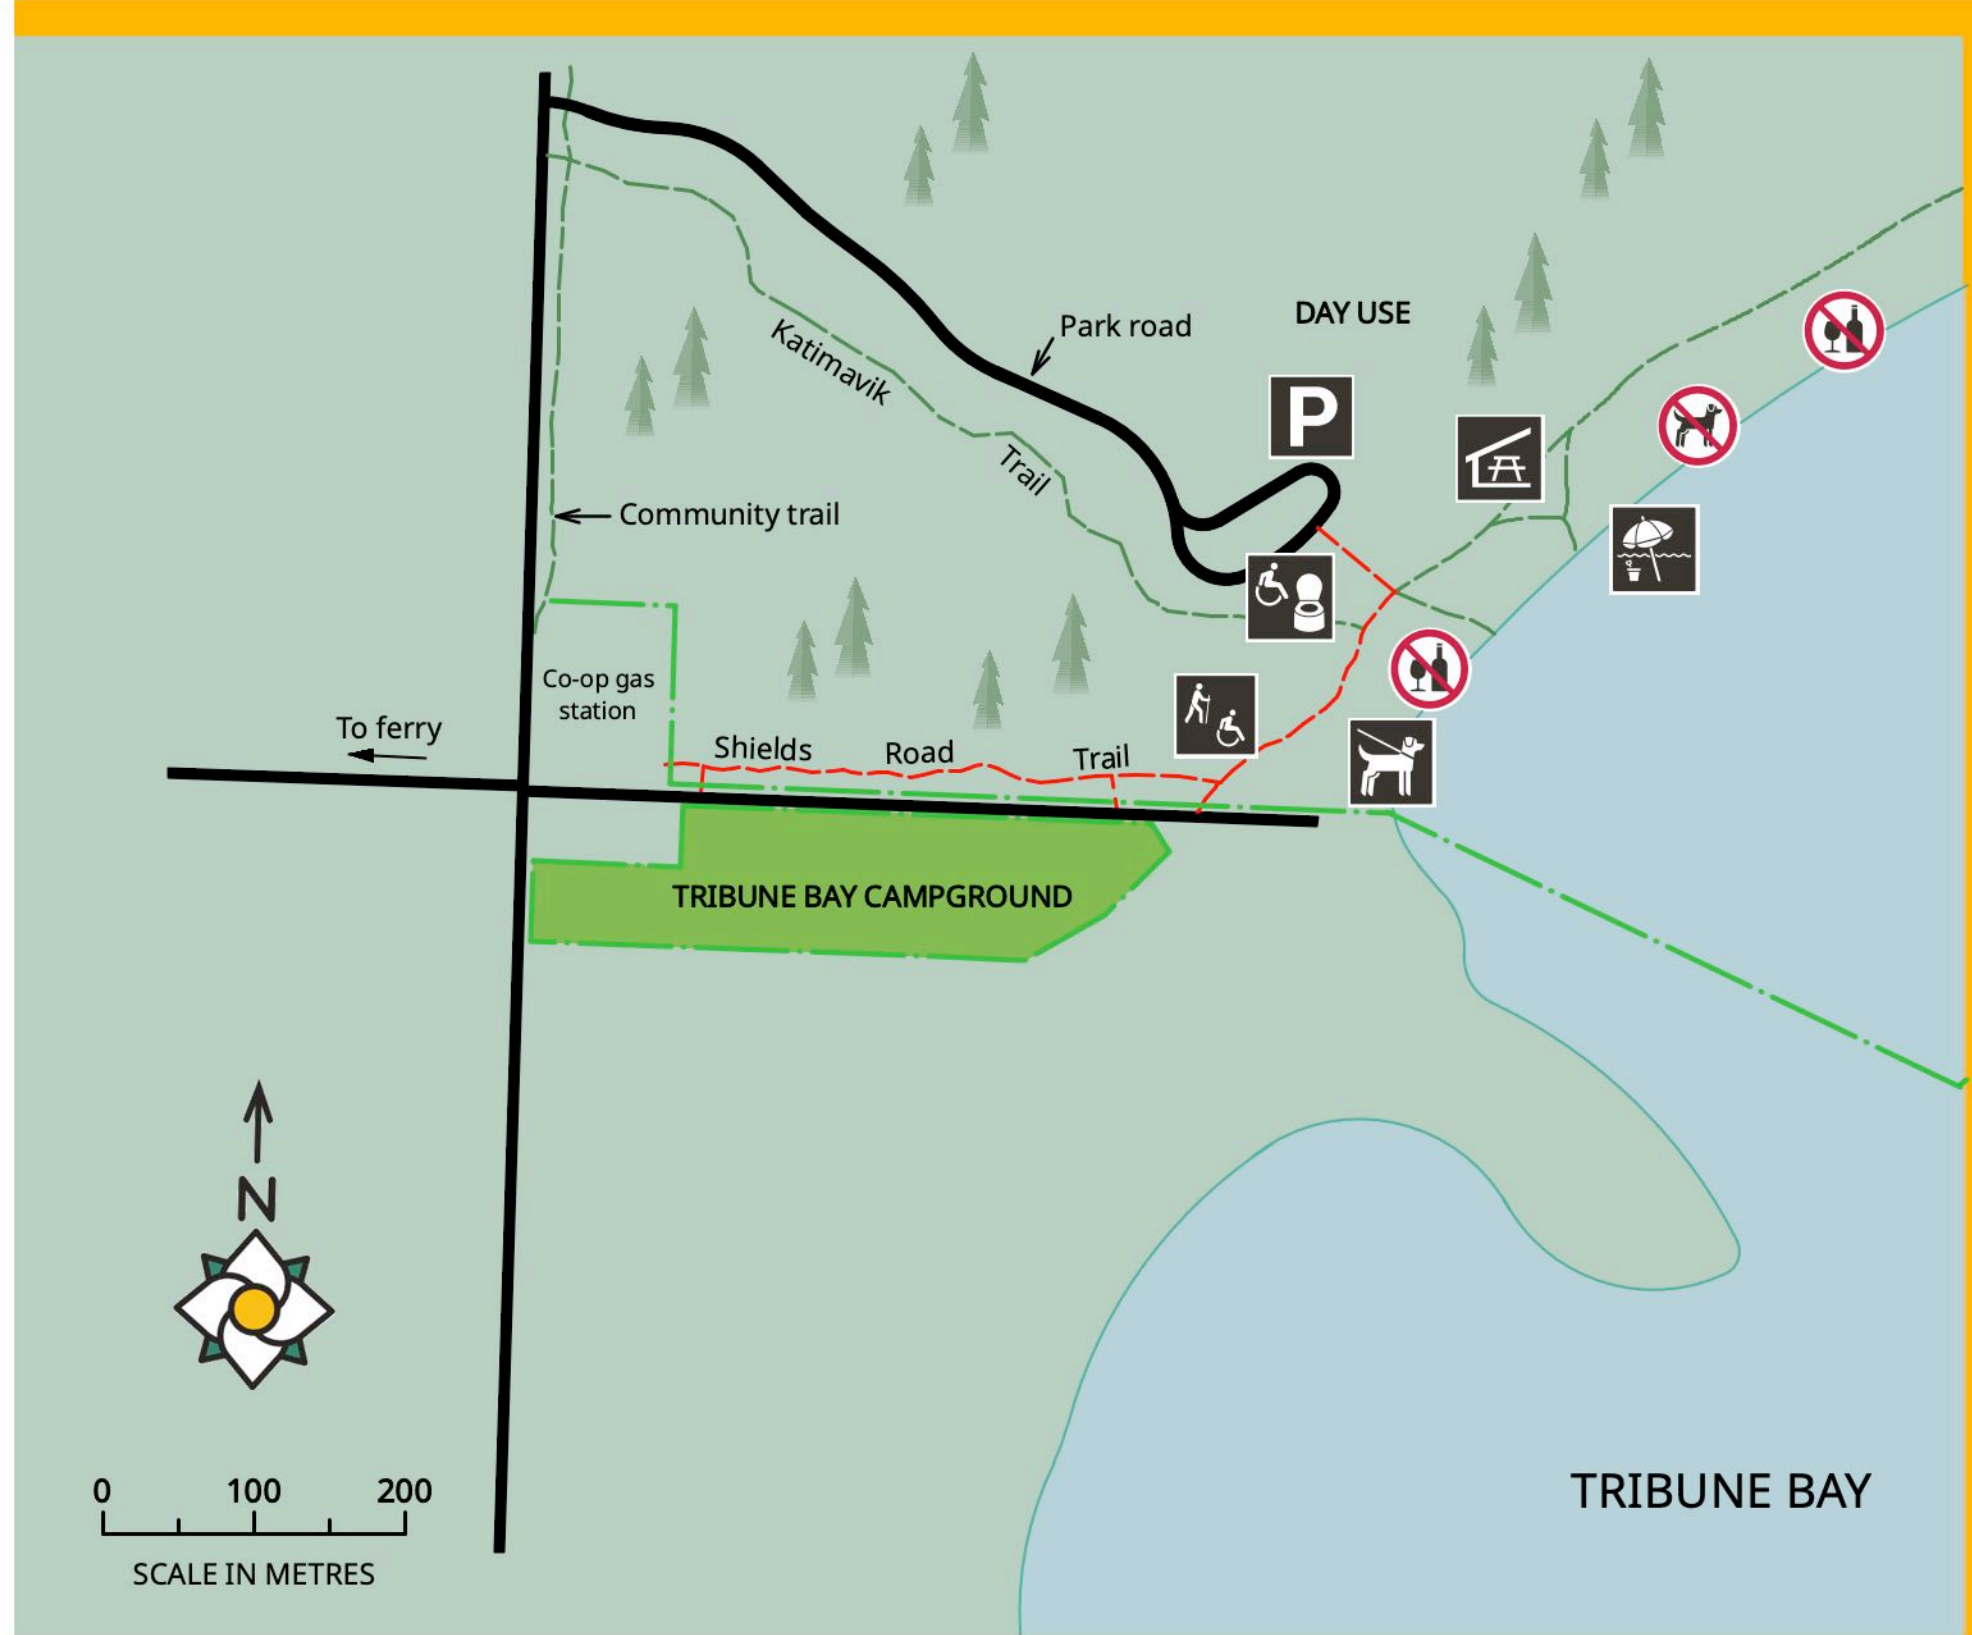 Park road
DAY USE
P
Katimavik
Trail
Community trail
Co-op gas
station
To ferry
Shields Road Trail
TRIBUNE BAY CAMPGROUND
N
0 100 200
SCALE IN METRES
TRIBUNE BAY